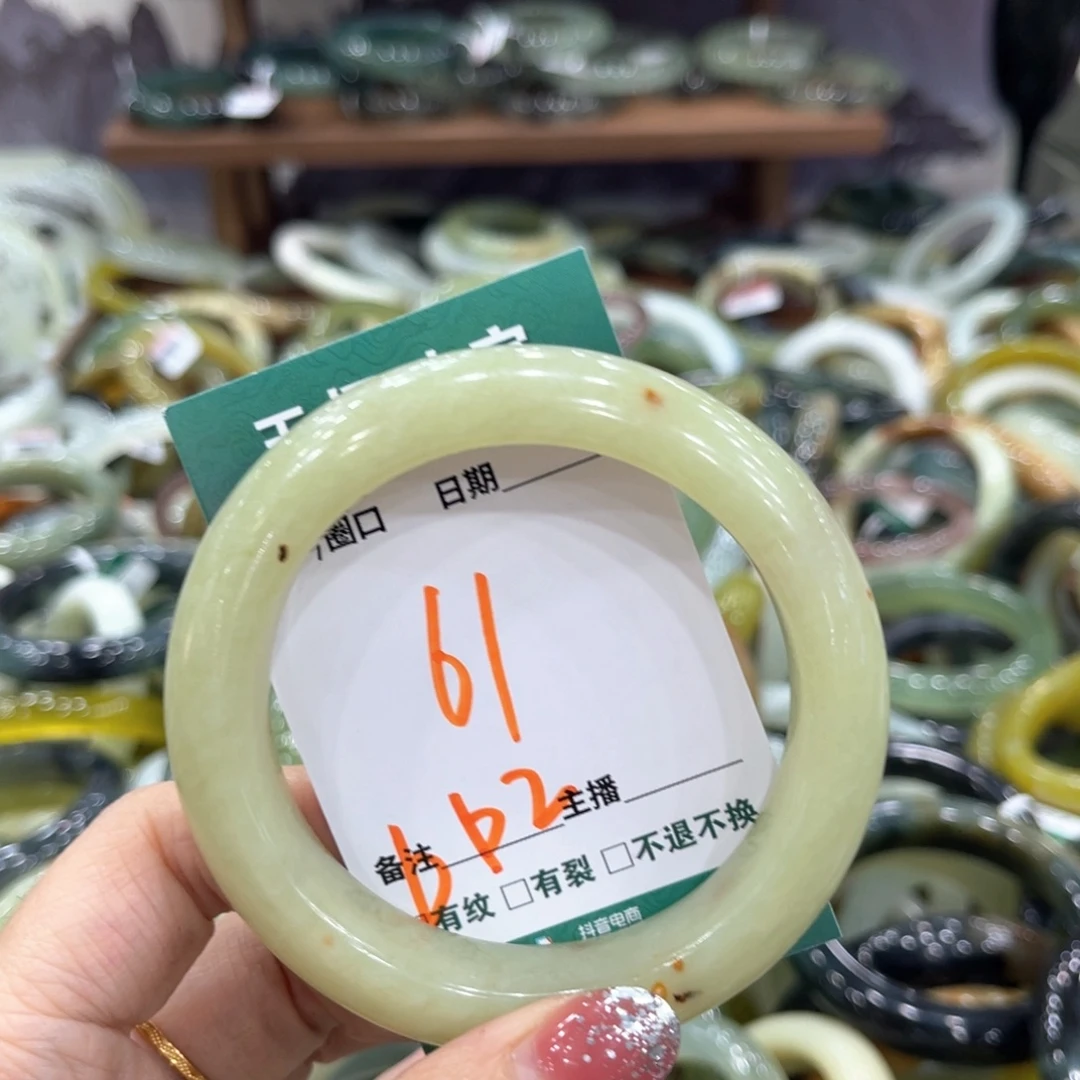 日期
圈口
61
bb2
主播
备注
有纹 □有裂 □不退不换
抖音电商